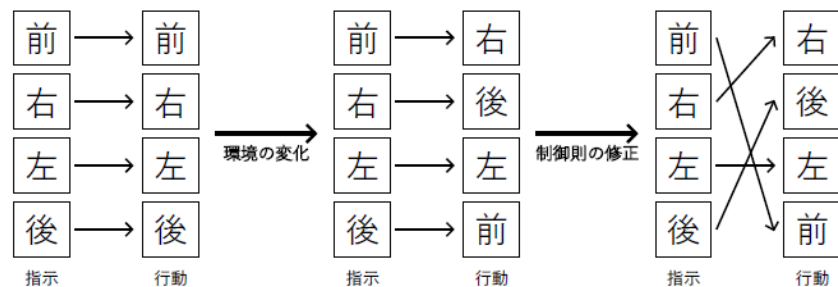 前 前 前 右 前 右
右 右 右 後 右 後
環境の変化 制御則の修正
左 左 左 左 左 左
後 後 後 前 後 前
指示 行動 指示 行動 指示 行動